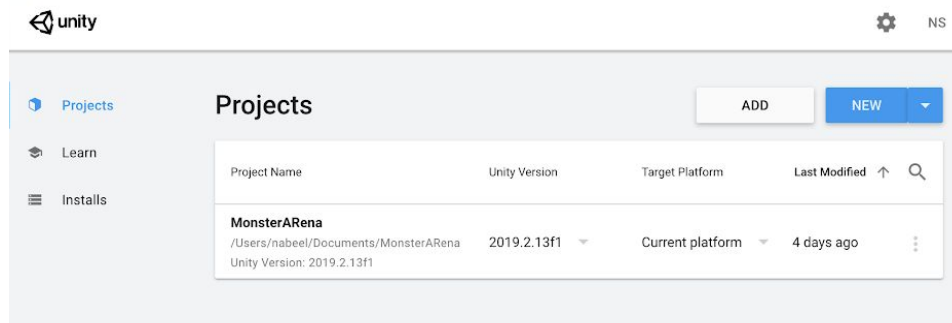 unity
NS
Projects
Learn
Installs
Projects
ADD
NEW
Project Name
Unity Version
Target Platform
Last Modified
MonsterARena
/Users/nabeel/Documents/MonsterARena
Unity Version: 2019.2.13f1
2019.2.13f1
Current platform
4 days ago